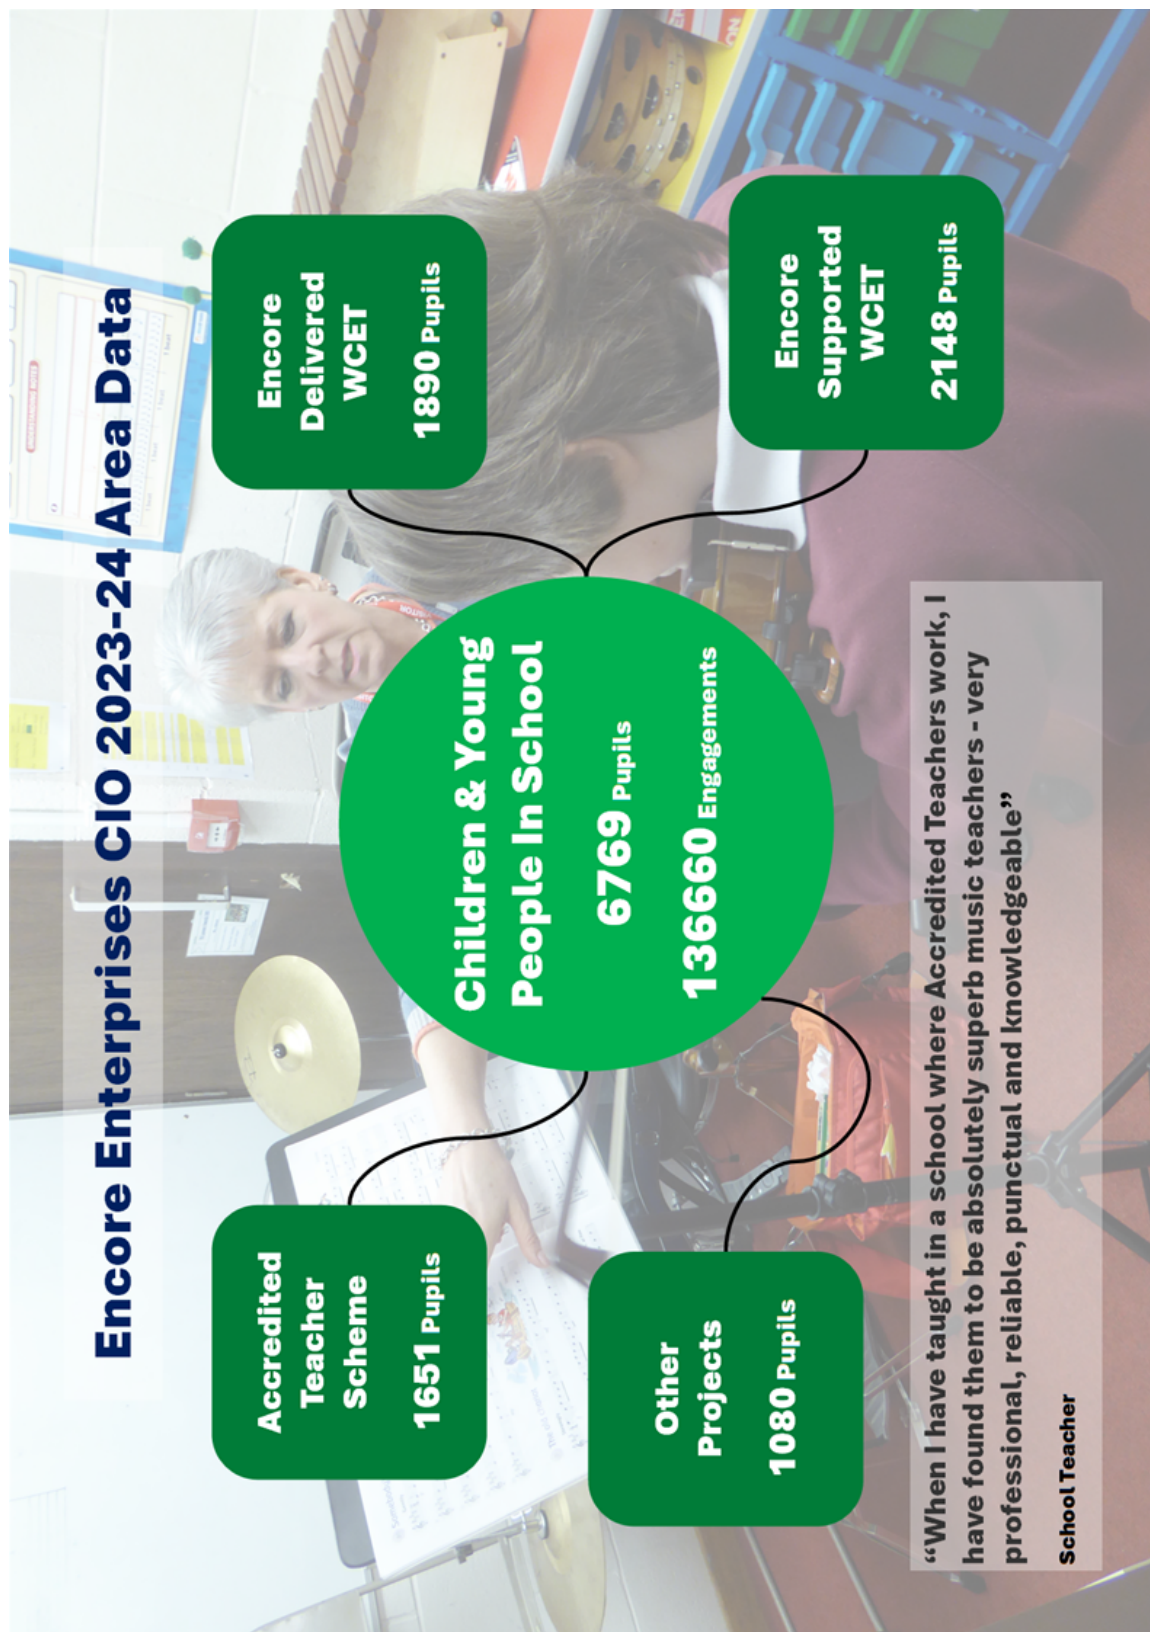 Encore Enterprises CIO 2023-24 Area Data
Accredited
Teacher
Scheme
1651 Pupils
Encore
Delivered
WCET
1890 Pupils
Children & Young
People In School
6769 Pupils
136660 Engagements
Other
Projects
1080 Pupils
Encore
Supported
WCET
2148 Pupils
“When I have taught in a school where Accredited Teachers work, I
have found them to be absolutely superb music teachers - very
professional, reliable, punctual and knowledgeable”
School Teacher